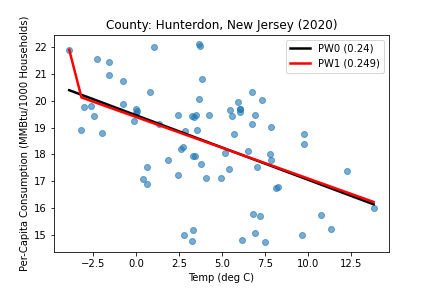 County: Hunterdon, New Jersey (2020)
PW0 (0.24)
PW1 (0.249)
Per-Capita Consumption (MMBtu/1000 Households)
22
21
20
19
18
17
16
15
−2.5 0.0 2.5 5.0 7.5 10.0 12.5
Temp (deg C)